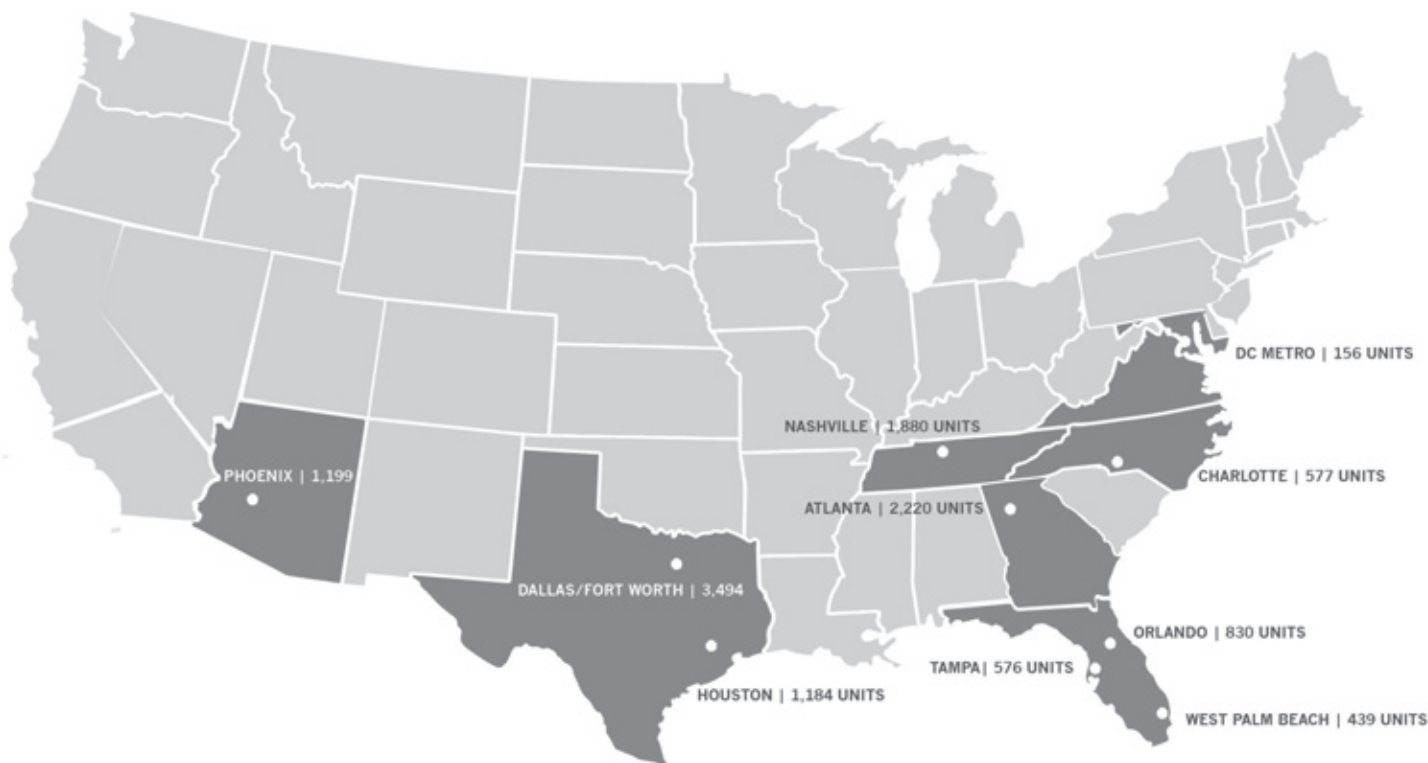 DC METRO | 156 UNITS
NASHVILLE | 1,880 UNITS
PHOENIX | 1,199
CHARLOTTE | 577 UNITS
ATLANTA | 2,220 UNITS
DALLAS/FORT WORTH | 3,494
ORLANDO | 830 UNITS
TAMPA| 576 UNITS
HOUSTON | 1,184 UNITS
WEST PALM BEACH | 439 UNITS